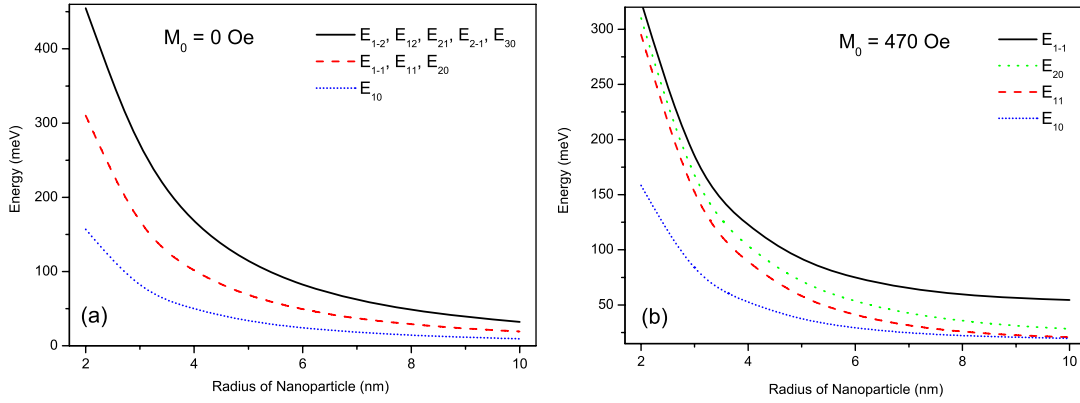 M₀ = 0 Oe
E₁₋₂, E₁₂, E₂₁, E₂₋₁, E₃₀
E₁₋₁, E₁₁, E₂₀
E₁₀
400
300
200
100
0
Energy (meV)
(a)
2 4 6 8 10
Radius of Nanoparticle (nm)
M₀ = 470 Oe
E₁₋₁
E₂₀
E₁₁
E₁₀
300
250
200
150
100
50
Energy (meV)
(b)
2 4 6 8 10
Radius of Nanoparticle (nm)